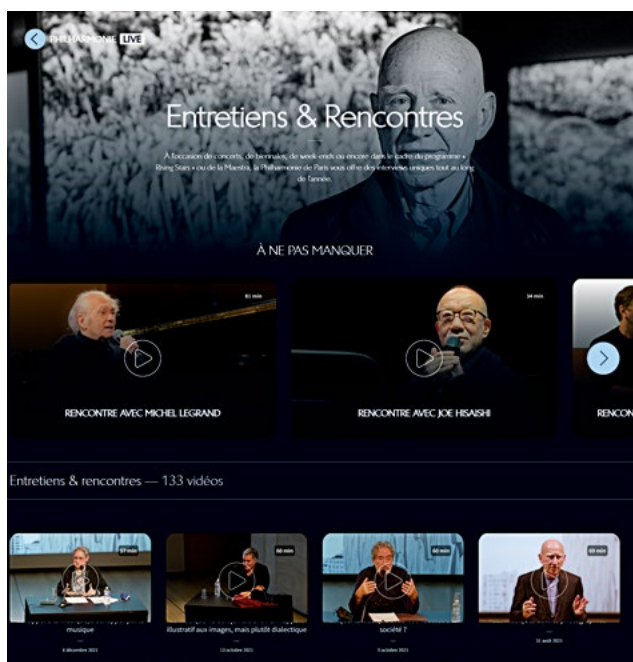 PHILHARMONIE LIVE
Entretiens & Rencontres
À l'occasion de concerts, de biennales, de week-ends ou encore dans le cadre du programme «
Rising Stars » ou de la Maestra, la Philharmonie de Paris vous offre des interviews uniques tout au long
de l'année.
À NE PAS MANQUER
81 min
34 min
RENCONTRE AVEC MICHEL LEGRAND
RENCONTRE AVEC JOE HISAISHI
RENCON
Entretiens & rencontres — 133 vidéos
57 min
60 min
60 min
69 min
musique
illustratif aux images, mais plutôt dialectique
société ?
6 décembre 2021
13 octobre 2021
5 octobre 2021
31 août 2021